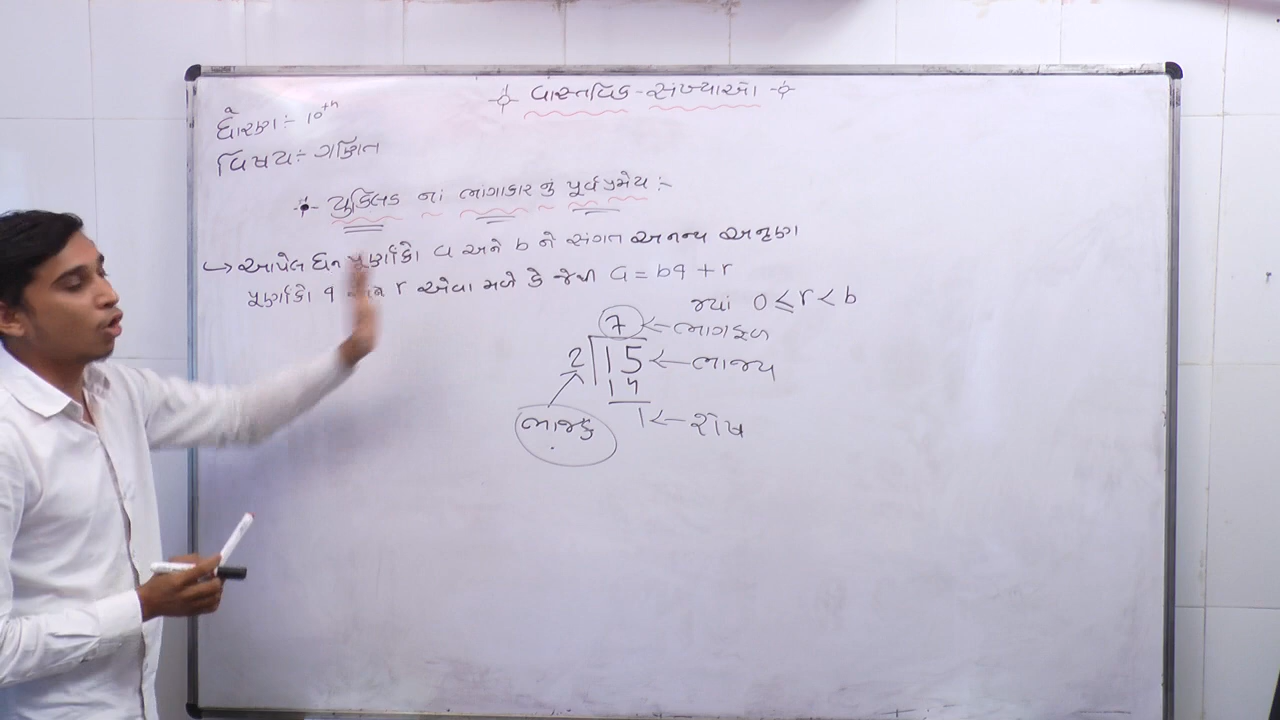 વાસ્તવિક - સંખ્યાઓ
ધોરણ :- 10th
વિષય :- ગણિત
યુક્લિડ નાં ભાગાકાર નું પૂર્વપ્રમેય :-
→ આપેલ ધન પૂર્ણાંકો a અને b ને સંગત અનન્ય અનૃણ
પૂર્ણાંકો q r એવા મળે કે જેથી a = bq + r
જ્યાં 0 ≤ r < b
7 ← ભાગફળ
2 15 ← ભાજ્ય
14
ભાજક
1 ← શેષ